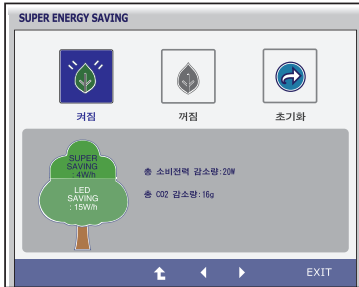 SUPER ENERGY SAVING
켜짐 꺼짐 초기화
SUPER
SAVING
: 4W/h
LED
SAVING
: 15W/h
총 소비전력 감소량:20W
총 CO2 감소량:16g
EXIT